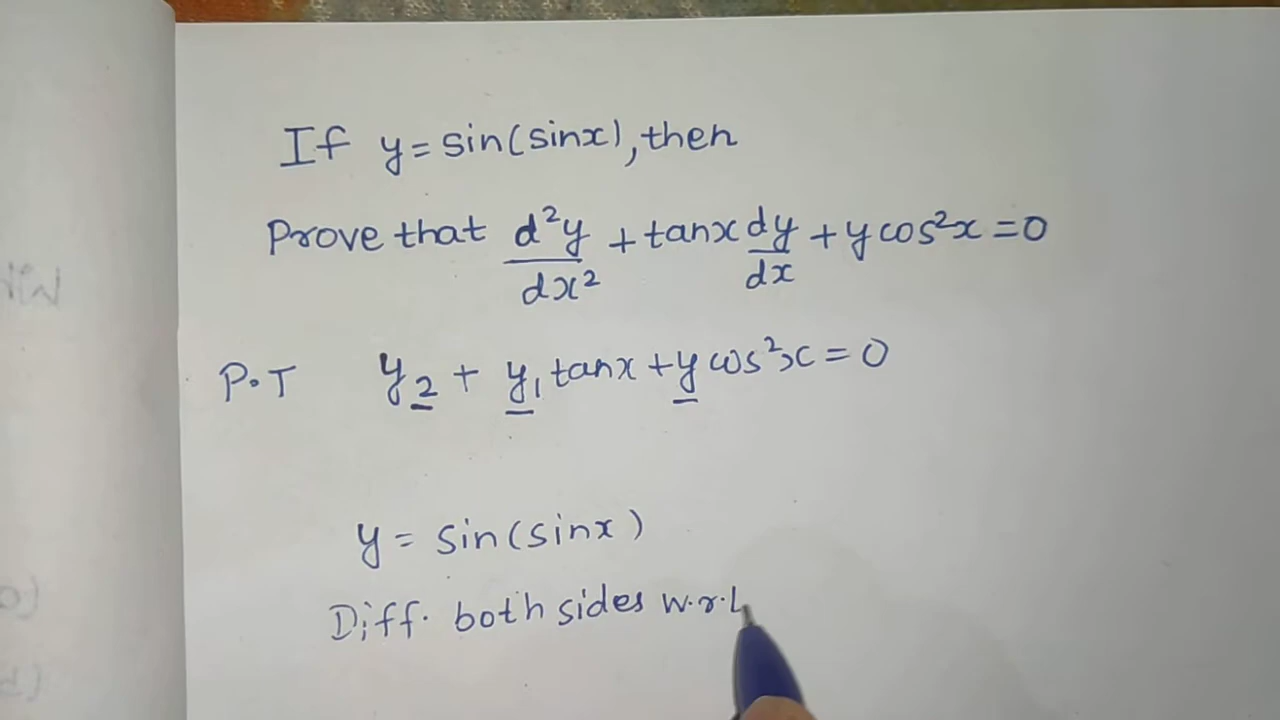 If y = sin(sinx), then
Prove that d²y/dx² + tanx dy/dx + y cos²x = 0
P.T y₂ + y₁ tanx + y cos²x = 0
y = sin(sinx)
Diff. both sides w.r.